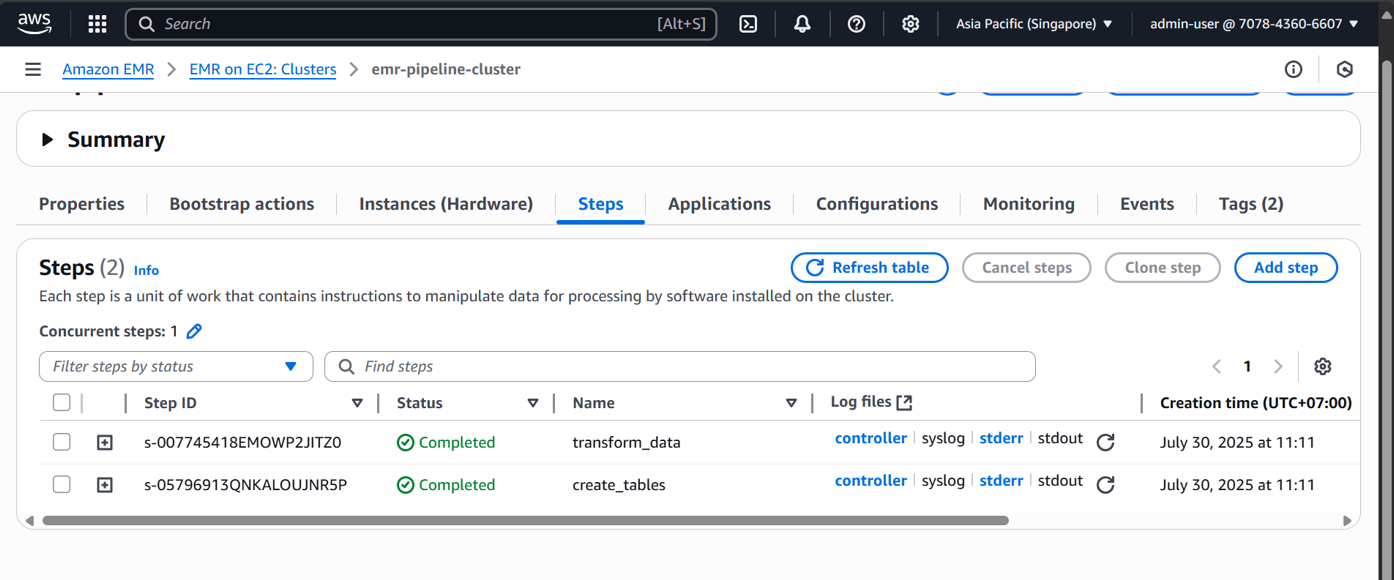 aws
Search [Alt+S] Asia Pacific (Singapore) admin-user @ 7078-4360-6607
Amazon EMR EMR on EC2: Clusters emr-pipeline-cluster
Summary
Properties Bootstrap actions Instances (Hardware) Steps Applications Configurations Monitoring Events Tags (2)
Steps (2) Info Refresh table Cancel steps Clone step Add step
Each step is a unit of work that contains instructions to manipulate data for processing by software installed on the cluster.
Concurrent steps: 1
Filter steps by status Find steps 1
Step ID Status Name Log files Creation time (UTC+07:00)
s-007745418EMOWP2JITZ0 Completed transform_data controller syslog stderr stdout July 30, 2025 at 11:11
s-05796913QNKALOUJNR5P Completed create_tables controller syslog stderr stdout July 30, 2025 at 11:11